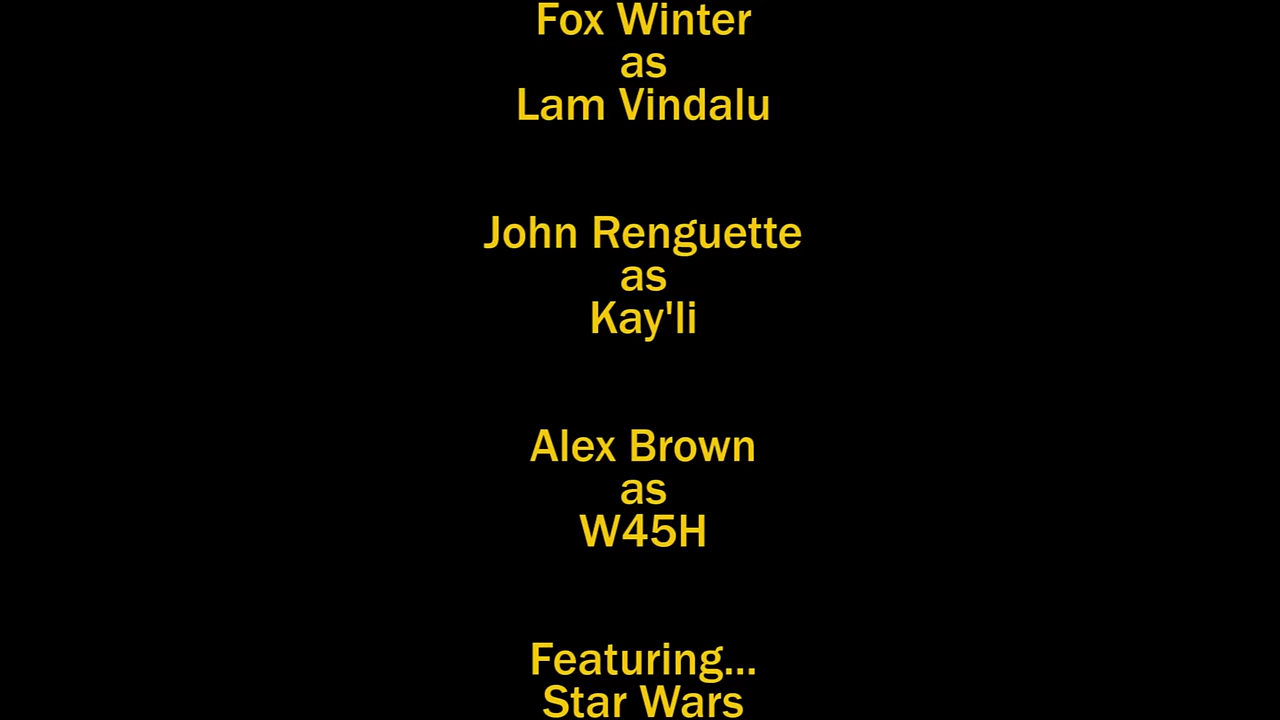 Fox Winter
as
Lam Vindalu
John Renguette
as
Kay'li
Alex Brown
as
W45H
Featuring...
Star Wars